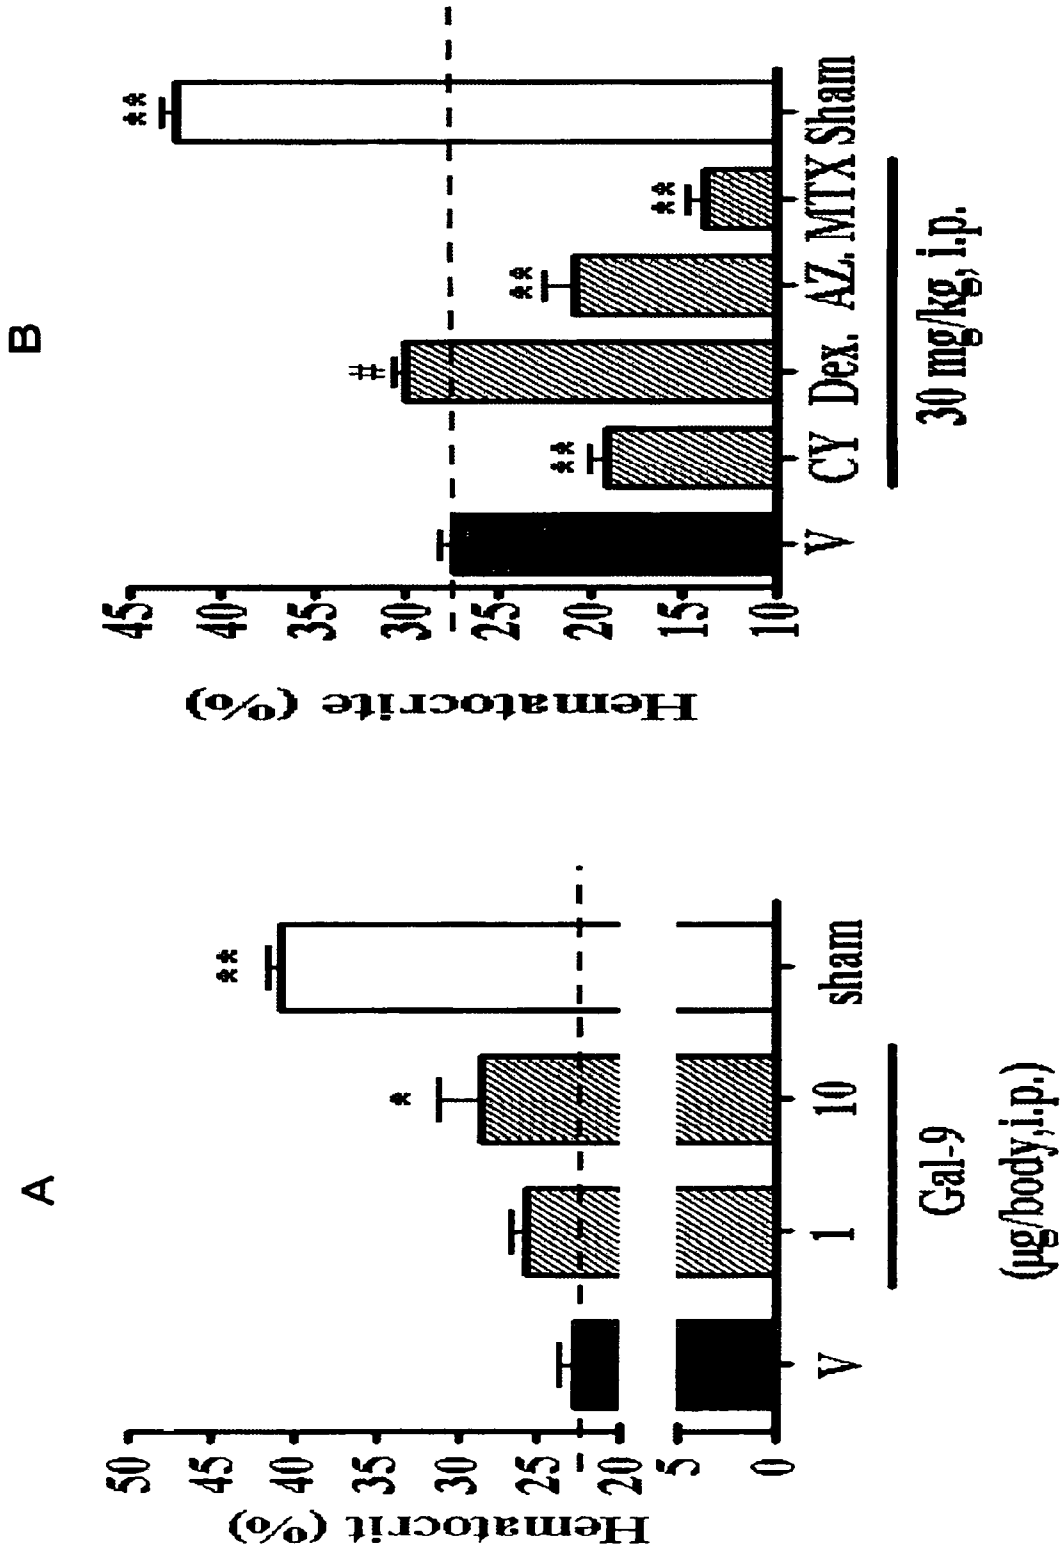 A
Hematocrit (%)
50
45
40
35
30
25
20
5
0
**
*
V
1
10
sham
Gal-9
(μg/body,i.p.)
B
Hematocrite (%)
45
40
35
30
25
20
15
10
**
#
**
**
**
V
CY
Dex.
AZ.
MTX
Sham
30 mg/kg, i.p.